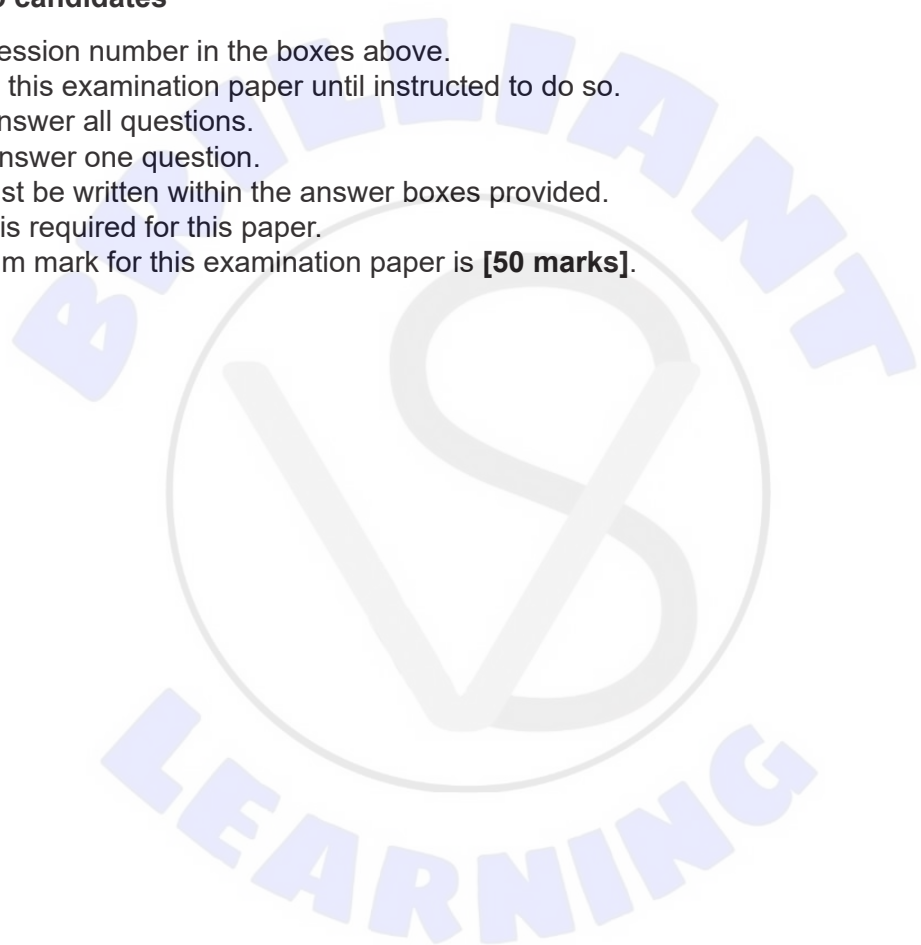 candidates
ession number in the boxes above.
this examination paper until instructed to do so.
nswer all questions.
nswer one question.
st be written within the answer boxes provided.
is required for this paper.
m mark for this examination paper is [50 marks].
BRILLIANT
VS
LEARNING